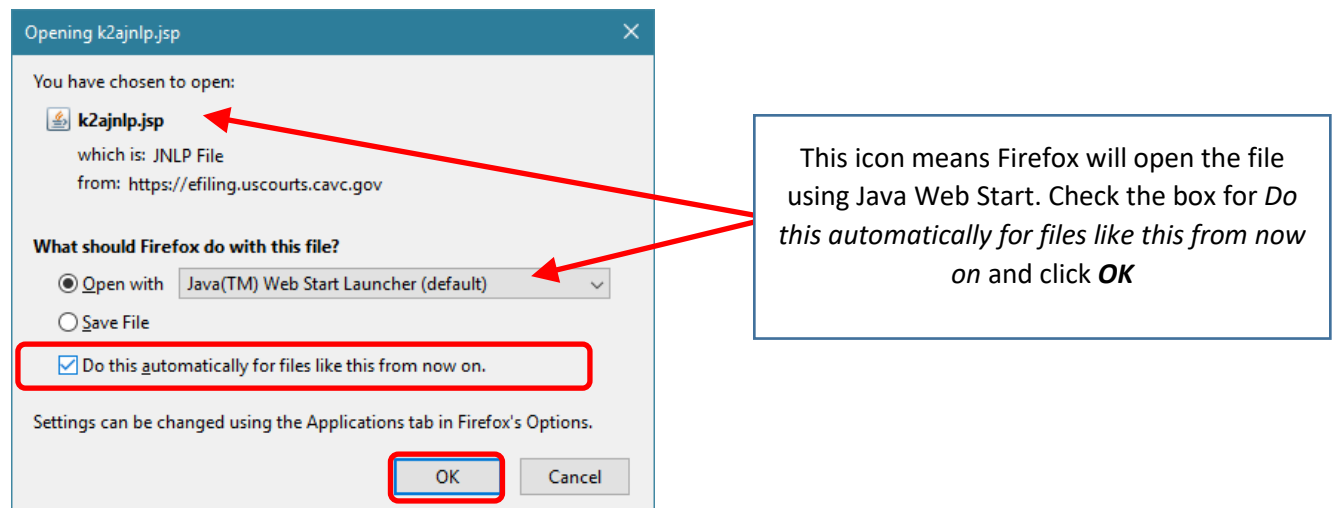 Opening k2ajnlp.jsp
You have chosen to open:
k2ajnlp.jsp
which is: JNLP File
from: https://efiling.uscourts.cavc.gov
What should Firefox do with this file?
Open with Java(TM) Web Start Launcher (default)
Save File
Do this automatically for files like this from now on.
Settings can be changed using the Applications tab in Firefox's Options.
OK Cancel
This icon means Firefox will open the file
using Java Web Start. Check the box for Do
this automatically for files like this from now
on and click OK